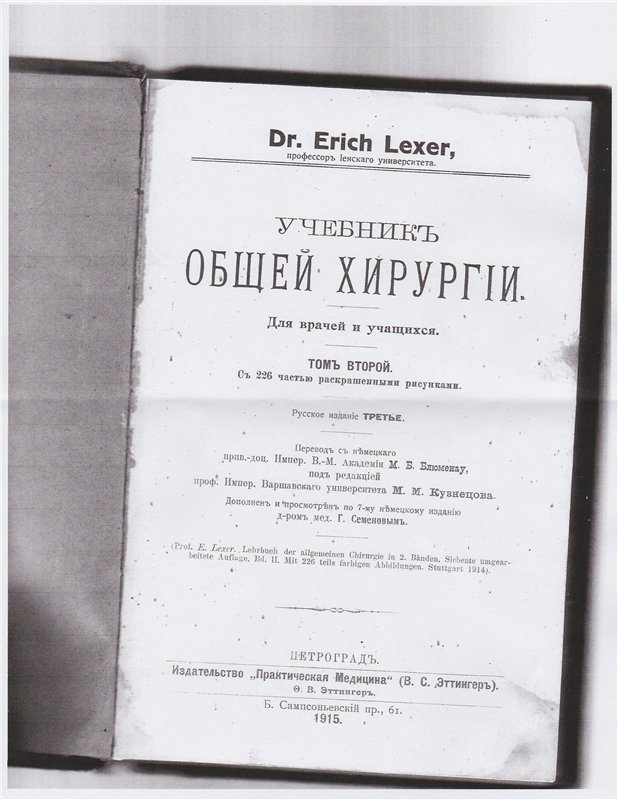 Dr. Erich Lexer,
профессоръ Іенскаго университета.
УЧЕБНИКЪ
ОБЩЕЙ ХИРУРГІИ.
Для врачей и учащихся.
ТОМЪ ВТОРОЙ.
Съ 226 частью раскрашенными рисунками.
Русское изданіе ТРЕТЬЕ.
Переводъ съ нѣмецкаго
прив.-доц. Импер. В.-М. Академіи М. Б. Блюменау,
подъ редакціей
проф. Импер. Варшавскаго университета М. М. Кузнецова.
Дополненъ и просмотрѣнъ по 7-му нѣмецкому изданію
д-ромъ мед. Г. Семеновымъ.
(Prof. E. Lexer. Lehrbuch der allgemeinen Chirurgie in 2. Bänden. Siebente umgear-
beitete Auflage. Bd. II. Mit 226 teils farbigen Abbildungen. Stuttgart 1914).
ПЕТРОГРАДЪ.
Издательство „Практическая Медицина“ (В. С. Эттингеръ).
Ѳ. В. Эттингеръ.
Б. Сампсоньевскій пр., 61.
1915.